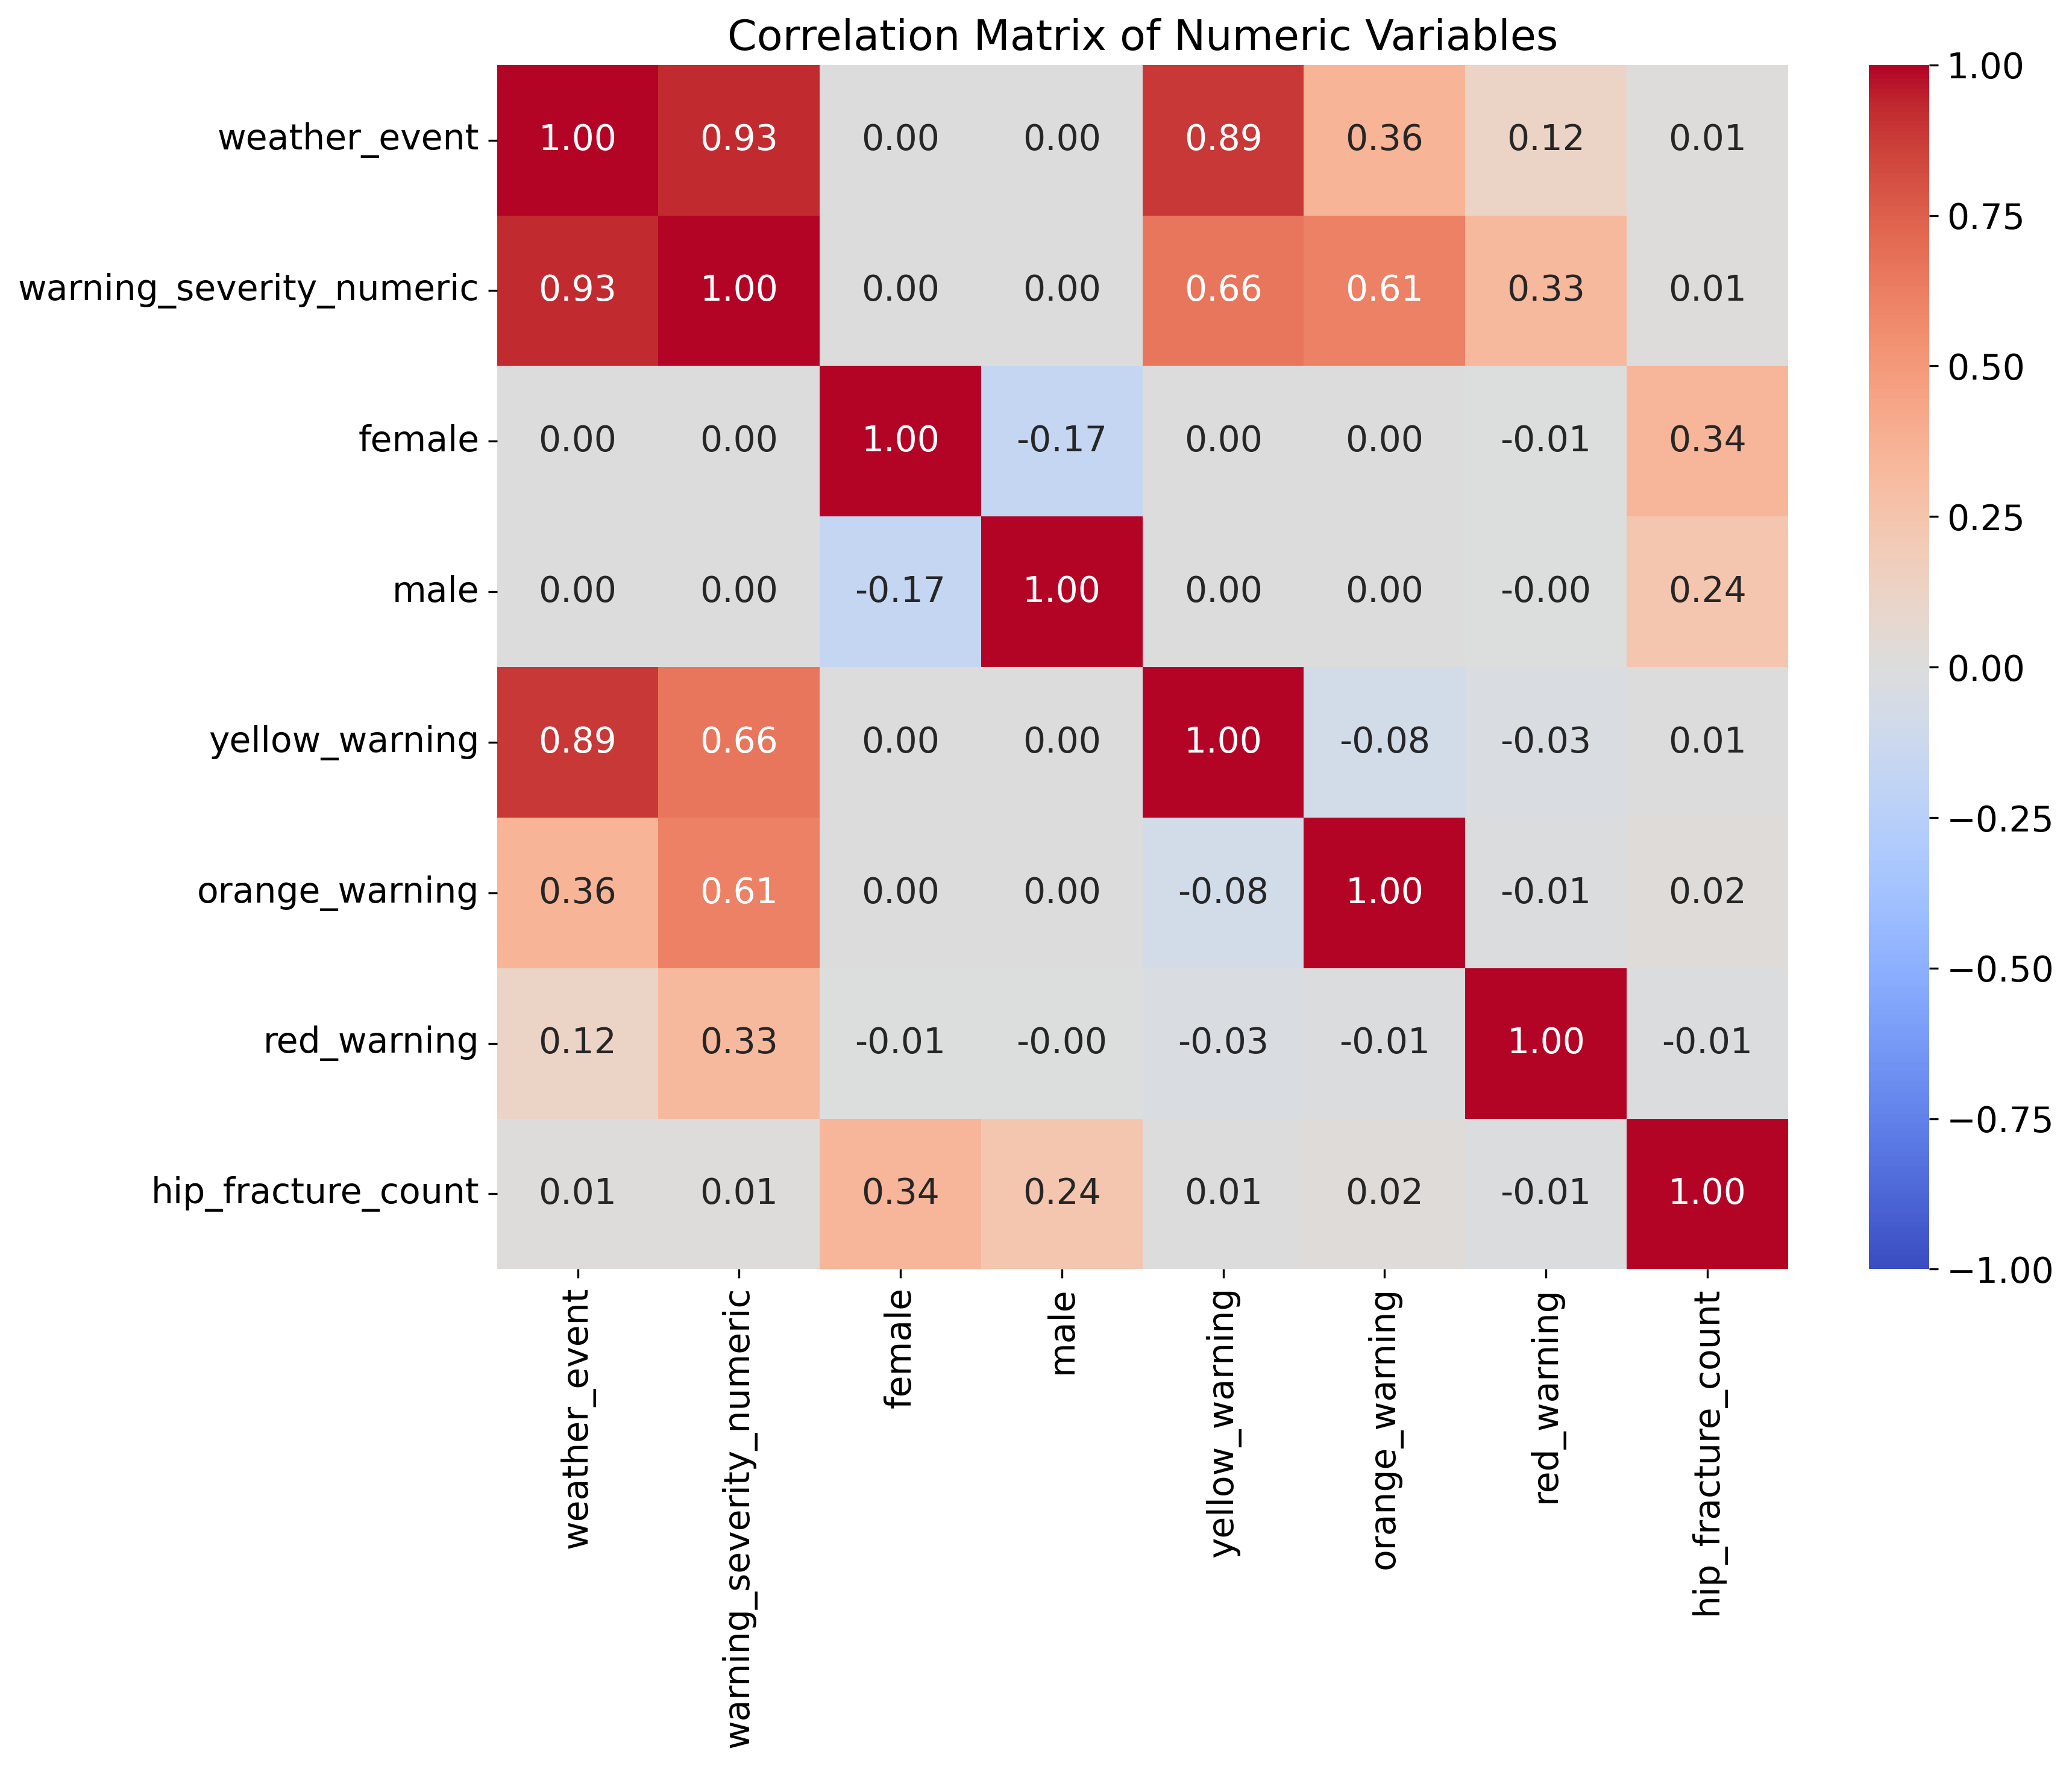 Correlation Matrix of Numeric Variables
weather_event 1.00 0.93 0.00 0.00 0.89 0.36 0.12 0.01
warning_severity_numeric 0.93 1.00 0.00 0.00 0.66 0.61 0.33 0.01
female 0.00 0.00 1.00 -0.17 0.00 0.00 -0.01 0.34
male 0.00 0.00 -0.17 1.00 0.00 0.00 -0.00 0.24
yellow_warning 0.89 0.66 0.00 0.00 1.00 -0.08 -0.03 0.01
orange_warning 0.36 0.61 0.00 0.00 -0.08 1.00 -0.01 0.02
red_warning 0.12 0.33 -0.01 -0.00 -0.03 -0.01 1.00 -0.01
hip_fracture_count 0.01 0.01 0.34 0.24 0.01 0.02 -0.01 1.00
weather_event
warning_severity_numeric
female
male
yellow_warning
orange_warning
red_warning
hip_fracture_count
1.00
0.75
0.50
0.25
0.00
−0.25
−0.50
−0.75
−1.00